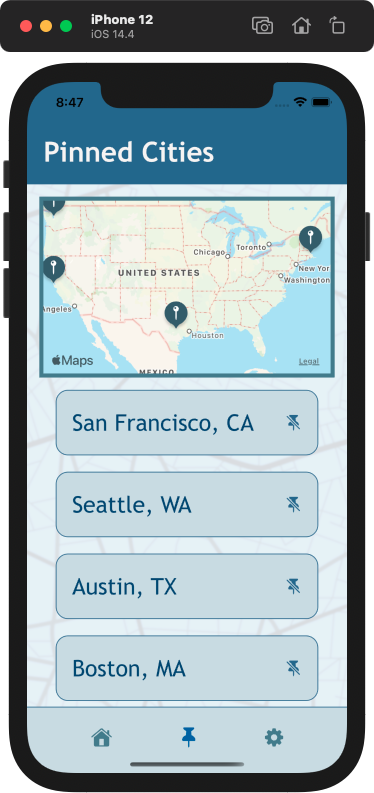 iPhone 12
iOS 14.4
8:47
Pinned Cities
Chicago
Toronto
UNITED STATES
New Yor
Washington
Angeles
Houston
MEXICO
Maps
Legal
San Francisco, CA
Seattle, WA
Austin, TX
Boston, MA